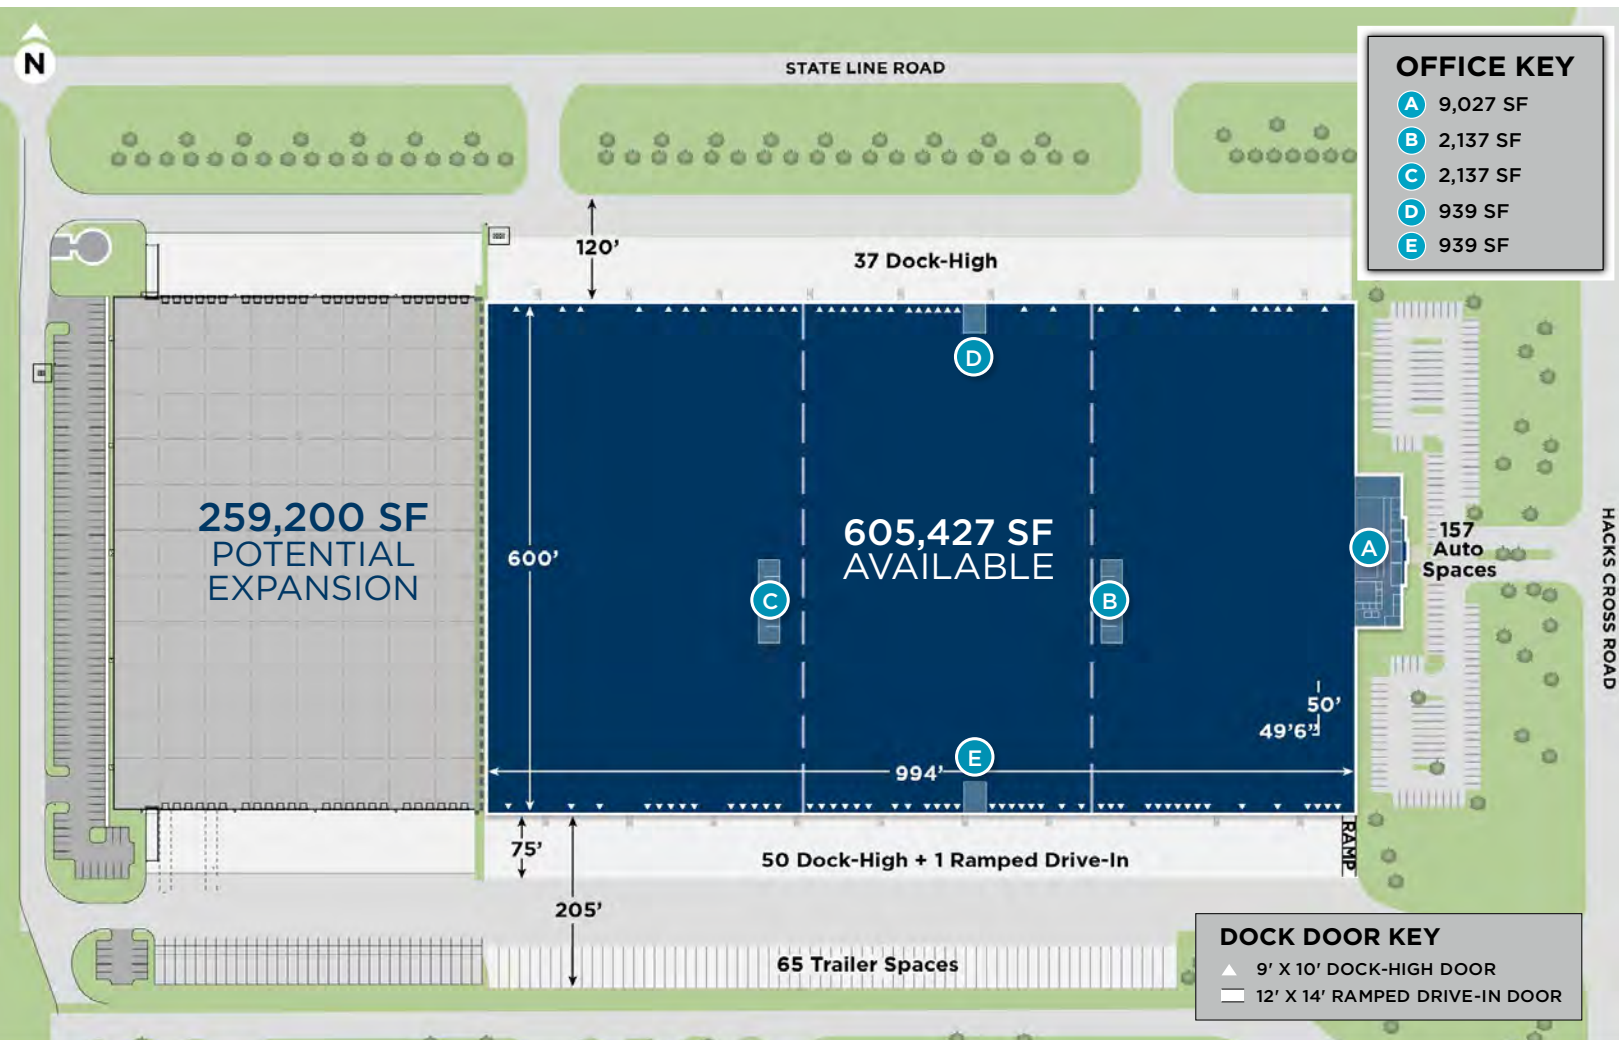 N
STATE LINE ROAD
OFFICE KEY
A 9,027 SF
B 2,137 SF
C 2,137 SF
D 939 SF
E 939 SF
120'
37 Dock-High
D
259,200 SF
POTENTIAL
EXPANSION
600'
605,427 SF
AVAILABLE
C
B
A
157
Auto
Spaces
HACKS CROSS ROAD
50'
49'6"
E
994'
75'
50 Dock-High + 1 Ramped Drive-In
RAMP
205'
65 Trailer Spaces
DOCK DOOR KEY
9' X 10' DOCK-HIGH DOOR
12' X 14' RAMPED DRIVE-IN DOOR